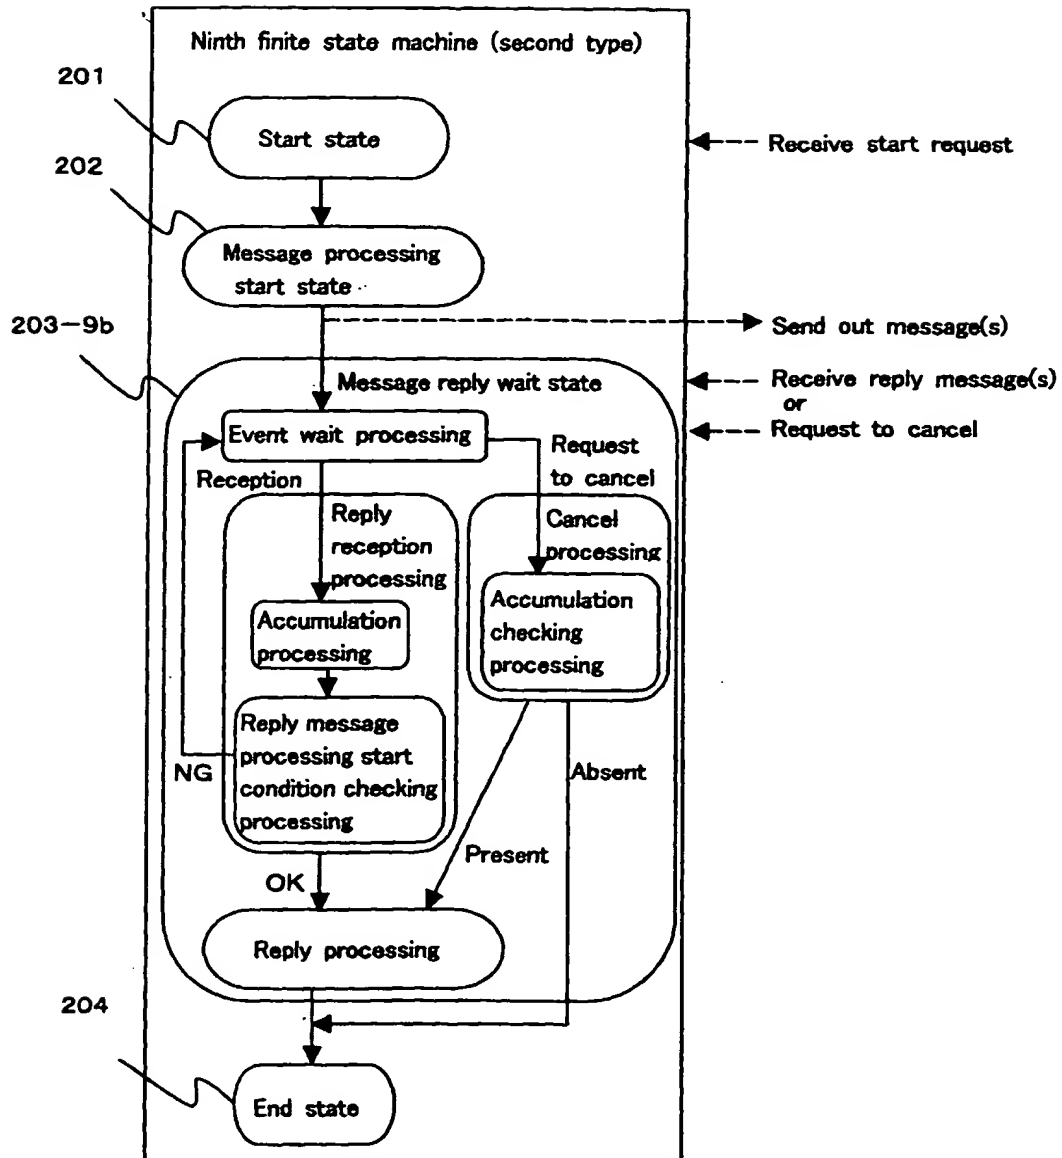 Ninth finite state machine (second type)
201
Start state
Receive start request
202
Message processing
start state
203-9b
Send out message(s)
Message reply wait state
Receive reply message(s)
or
Request to cancel
Event wait processing
Request
to cancel
Reception
Reply
reception
processing
Cancel
processing
Accumulation
processing
Accumulation
checking
processing
Reply message
processing start
condition checking
processing
NG
Absent
Present
OK
Reply processing
204
End state